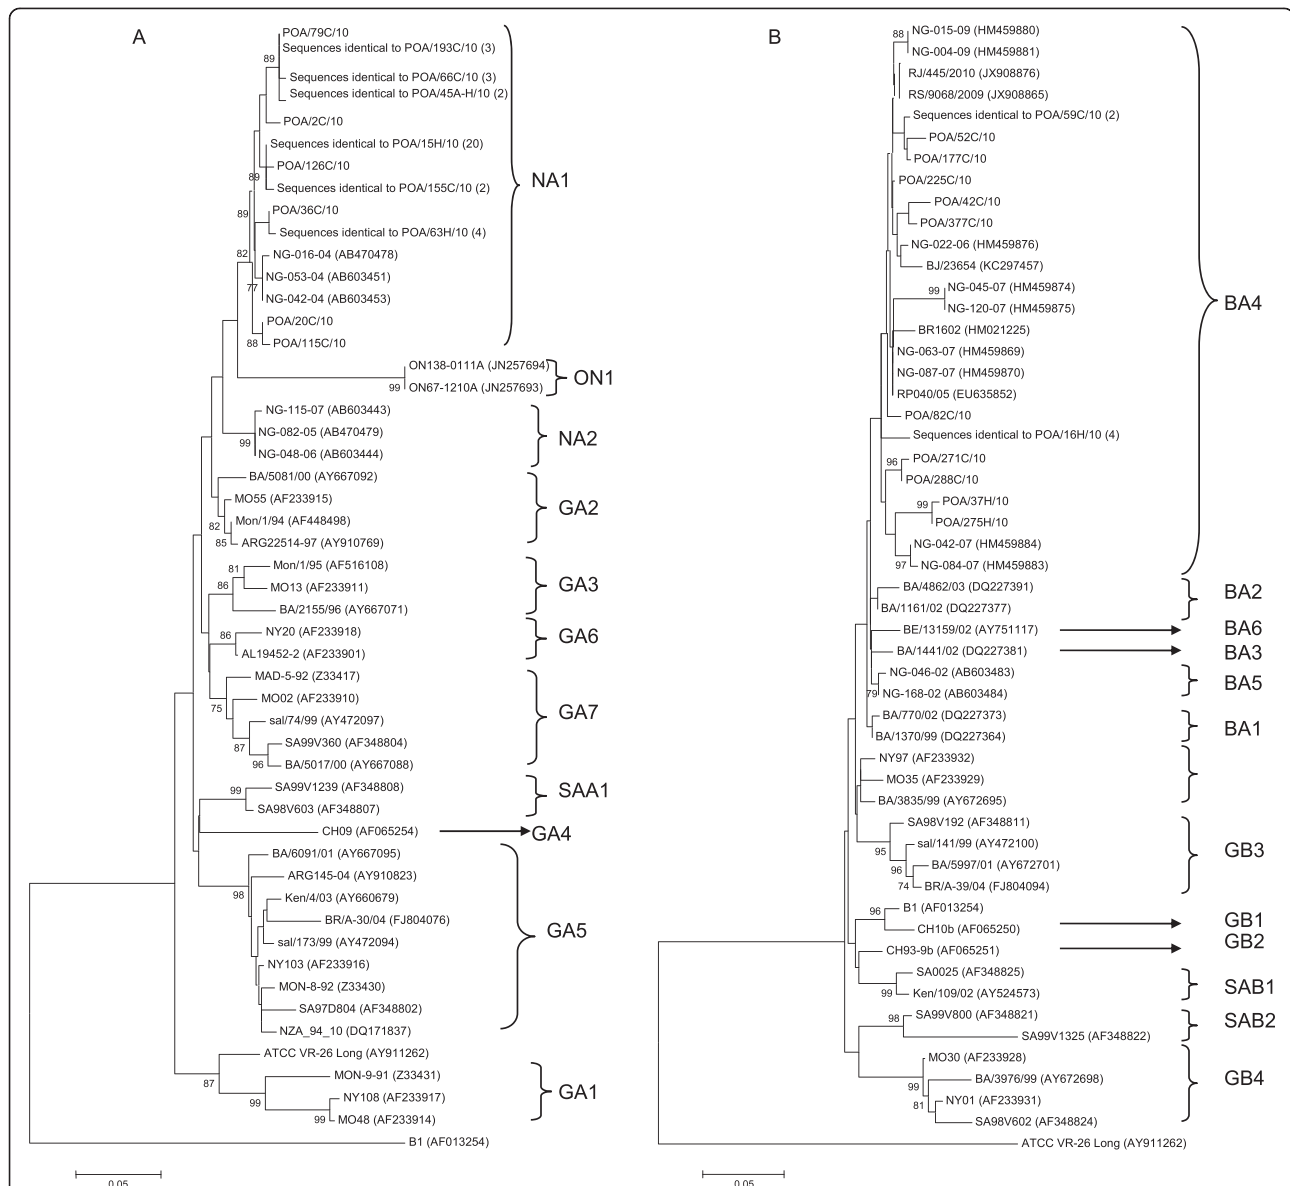 A
POA/79C/10
Sequences identical to POA/193C/10 (3)
89
Sequences identical to POA/66C/10 (3)
Sequences identical to POA/45A-H/10 (2)
POA/2C/10
Sequences identical to POA/15H/10 (20)
POA/126C/10
89
Sequences identical to POA/155C/10 (2)
NA1
89
POA/36C/10
Sequences identical to POA/63H/10 (4)
82
NG-016-04 (AB470478)
NG-053-04 (AB603451)
77
NG-042-04 (AB603453)
POA/20C/10
88
POA/115C/10
ON138-0111A (JN257694)
99
ON67-1210A (JN257693)
ON1
NG-115-07 (AB603443)
NG-082-05 (AB470479)
99
NG-048-06 (AB603444)
NA2
BA/5081/00 (AY667092)
MO55 (AF233915)
82
Mon/1/94 (AF448498)
85
ARG22514-97 (AY910769)
GA2
81
Mon/1/95 (AF516108)
86
MO13 (AF233911)
BA/2155/96 (AY667071)
GA3
86
NY20 (AF233918)
AL19452-2 (AF233901)
GA6
MAD-5-92 (Z33417)
75
MO02 (AF233910)
sal/74/99 (AY472097)
87
SA99V360 (AF348804)
96
BA/5017/00 (AY667088)
GA7
99
SA99V1239 (AF348808)
SA98V603 (AF348807)
SAA1
CH09 (AF065254)
GA4
BA/6091/01 (AY667095)
98
ARG145-04 (AY910823)
Ken/4/03 (AY660679)
BR/A-30/04 (FJ804076)
sal/173/99 (AY472094)
NY103 (AF233916)
MON-8-92 (Z33430)
SA97D804 (AF348802)
NZA_94_10 (DQ171837)
GA5
ATCC VR-26 Long (AY911262)
87
MON-9-91 (Z33431)
99
NY108 (AF233917)
99
MO48 (AF233914)
GA1
B1 (AF013254)
0.05
B
88
NG-015-09 (HM459880)
NG-004-09 (HM459881)
RJ/445/2010 (JX908876)
RS/9068/2009 (JX908865)
Sequences identical to POA/59C/10 (2)
POA/52C/10
POA/177C/10
POA/225C/10
POA/42C/10
POA/377C/10
NG-022-06 (HM459876)
BJ/23654 (KC297457)
99
NG-045-07 (HM459874)
NG-120-07 (HM459875)
BR1602 (HM021225)
NG-063-07 (HM459869)
NG-087-07 (HM459870)
RP040/05 (EU635852)
POA/82C/10
Sequences identical to POA/16H/10 (4)
96
POA/271C/10
POA/288C/10
99
POA/37H/10
POA/275H/10
NG-042-07 (HM459884)
97
NG-084-07 (HM459883)
BA4
BA/4862/03 (DQ227391)
BA/1161/02 (DQ227377)
BA2
BE/13159/02 (AY751117)
BA6
BA/1441/02 (DQ227381)
BA3
NG-046-02 (AB603483)
79
NG-168-02 (AB603484)
BA5
BA/770/02 (DQ227373)
BA/1370/99 (DQ227364)
BA1
NY97 (AF233932)
MO35 (AF233929)
BA/3835/99 (AY672695)
SA98V192 (AF348811)
95
sal/141/99 (AY472100)
96
BA/5997/01 (AY672701)
74
BR/A-39/04 (FJ804094)
GB3
96
B1 (AF013254)
CH10b (AF065250)
GB1
CH93-9b (AF065251)
GB2
SA0025 (AF348825)
99
Ken/109/02 (AY524573)
SAB1
98
SA99V800 (AF348821)
SA99V1325 (AF348822)
SAB2
MO30 (AF233928)
99
BA/3976/99 (AY672698)
81
NY01 (AF233931)
SA98V602 (AF348824)
GB4
ATCC VR-26 Long (AY911262)
0.05